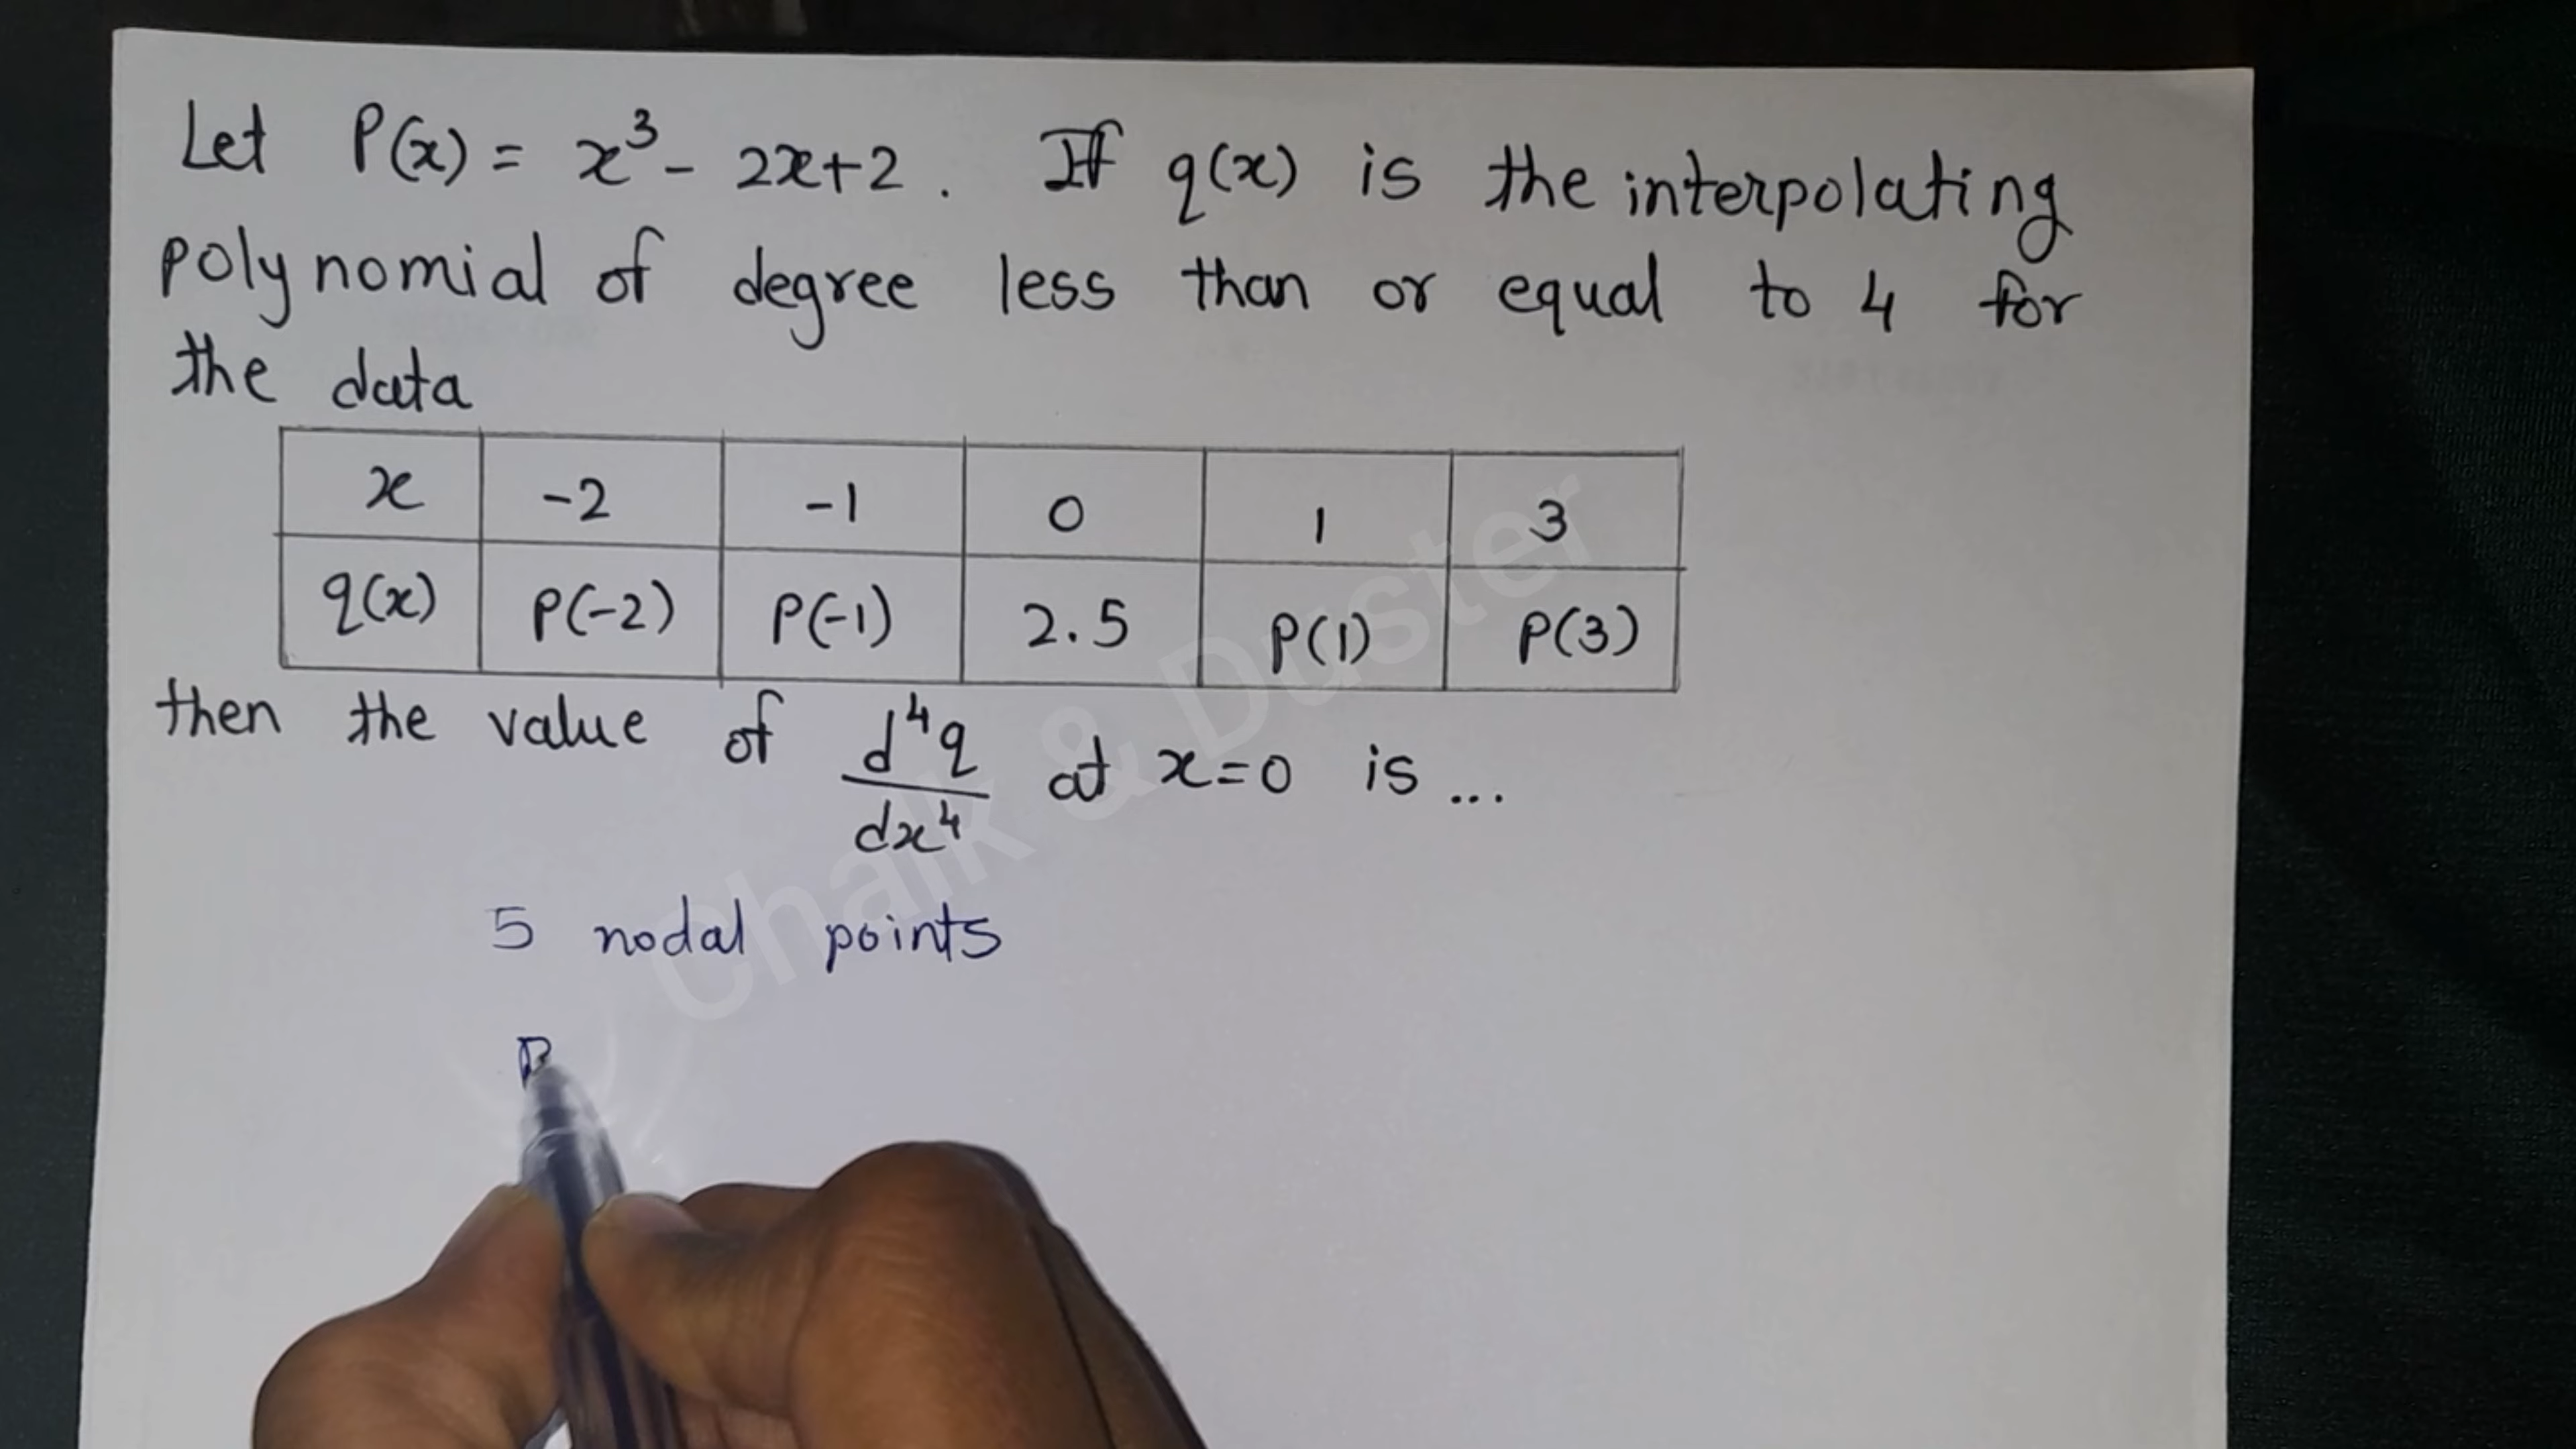 Let P(x) = x³ - 2x+2. If q(x) is the interpolating
polynomial of degree less than or equal to 4 for
the data
x -2 -1 0 1 3
q(x) P(-2) P(-1) 2.5 P(1) P(3)
then the value of d⁴q/dx⁴ at x=0 is ...
5 nodal points
P
Chalk & Duster